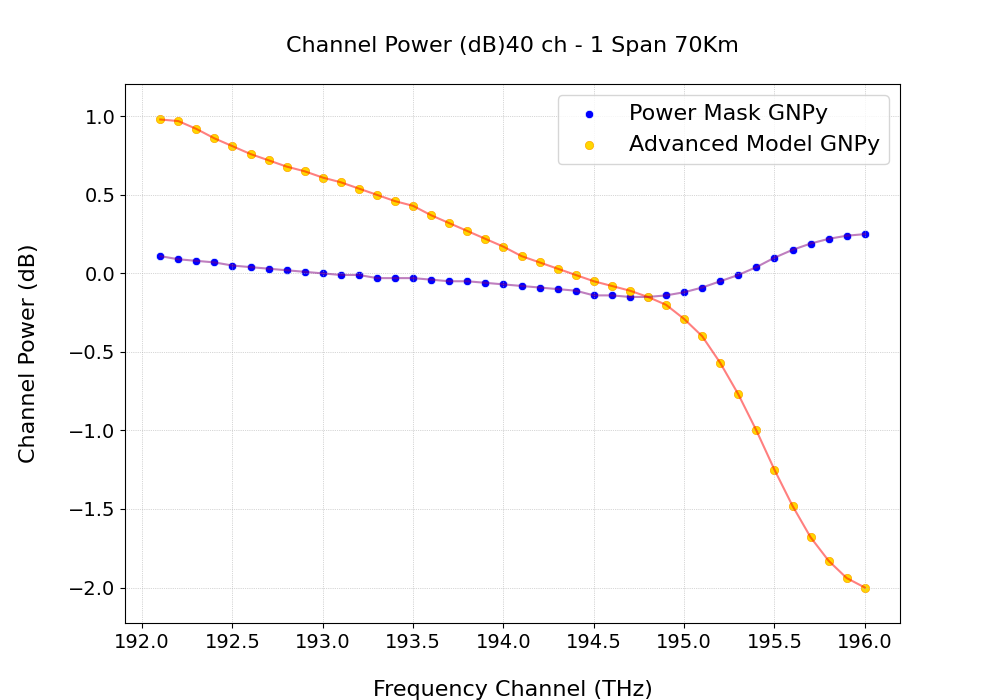 Channel Power (dB)40 ch - 1 Span 70Km
Power Mask GNPy
Advanced Model GNPy
Channel Power (dB)
1.0
0.5
0.0
−0.5
−1.0
−1.5
−2.0
192.0 192.5 193.0 193.5 194.0 194.5 195.0 195.5 196.0
Frequency Channel (THz)